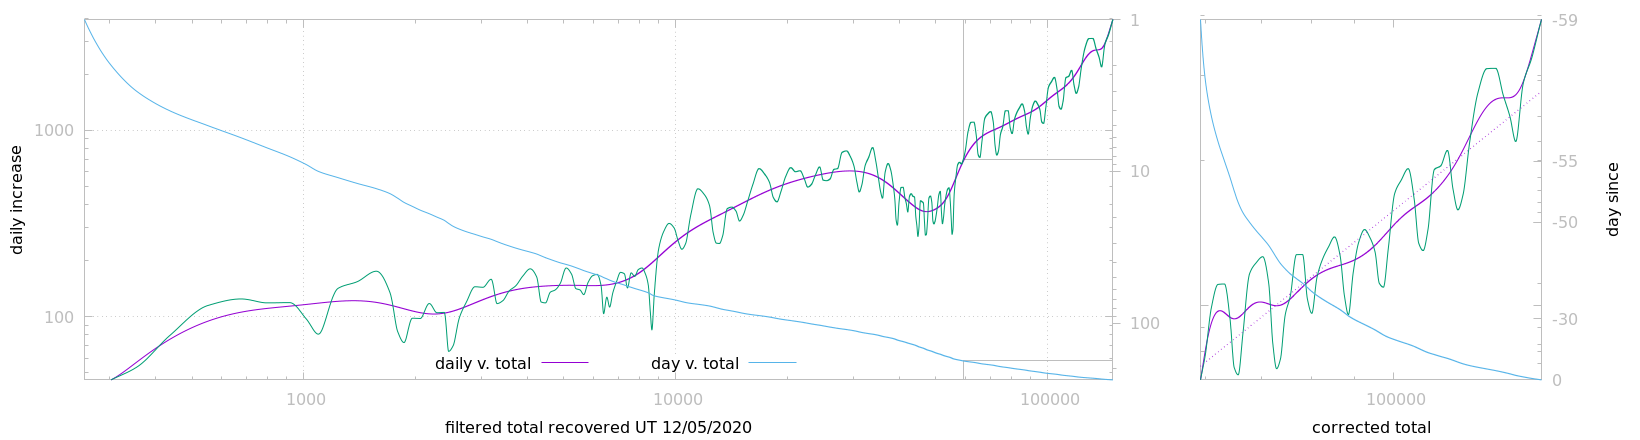 1
-59
daily increase
1000
10
-55
-50
day since
100
100
-30
daily v. total
day v. total
0
1000
10000
100000
100000
filtered total recovered UT 12/05/2020
corrected total